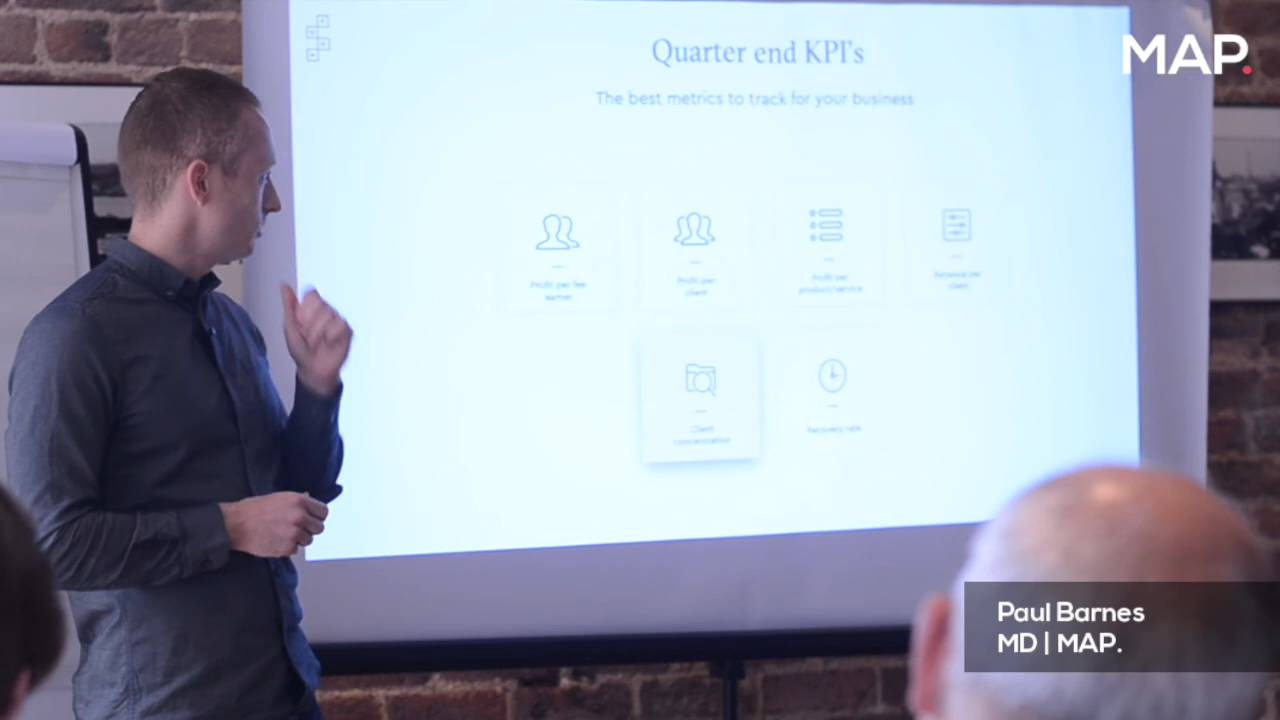 MAP.
Quarter end KPI's
The best metrics to track for your business
Profit per fee
earner
Profit per
client
Profit per
product/service
Revenue per
client
Client
concentration
Recovery rate
Paul Barnes
MD | MAP.